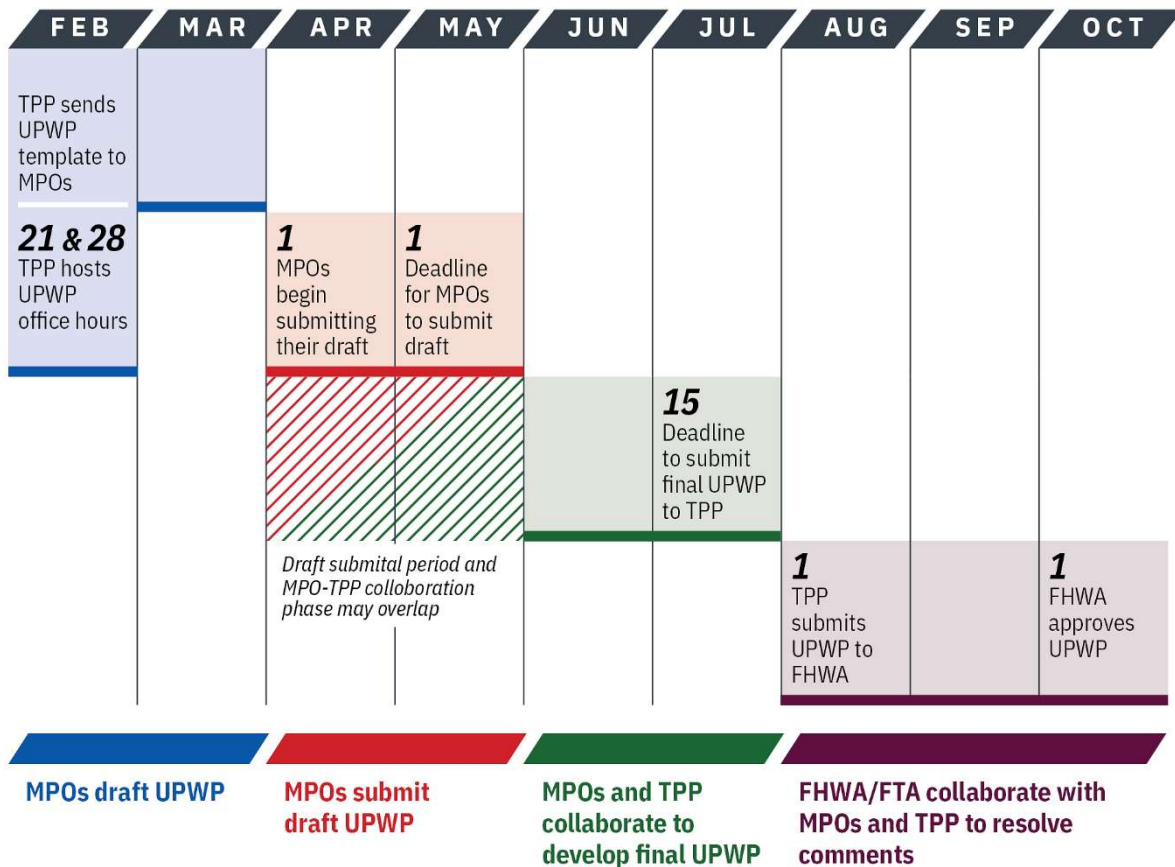 FEB MAR APR MAY JUN JUL AUG SEP OCT
TPP sends
UPWP
template to
MPOs
21 & 28
TPP hosts
UPWP
office hours
1
MPOs
begin
submitting
their draft
1
Deadline
for MPOs
to submit
draft
15
Deadline
to submit
final UPWP
to TPP
Draft submital period and
MPO-TPP colloboration
phase may overlap
1
TPP
submits
UPWP to
FHWA
1
FHWA
approves
UPWP
MPOs draft UPWP
MPOs submit
draft UPWP
MPOs and TPP
collaborate to
develop final UPWP
FHWA/FTA collaborate with
MPOs and TPP to resolve
comments